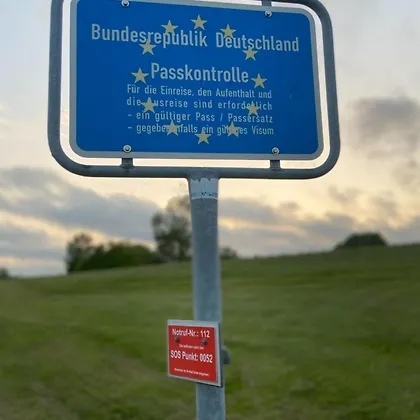 Bundesrepublik Deutschland
Passkontrolle
Für die Einreise, den Aufenthalt und
die Ausreise sind erforderlich
- ein gültiger Pass / Passersatz
- gegebenenfalls ein gültiges Visum
Notruf-Nr.: 112
SOS Punkt: 0052